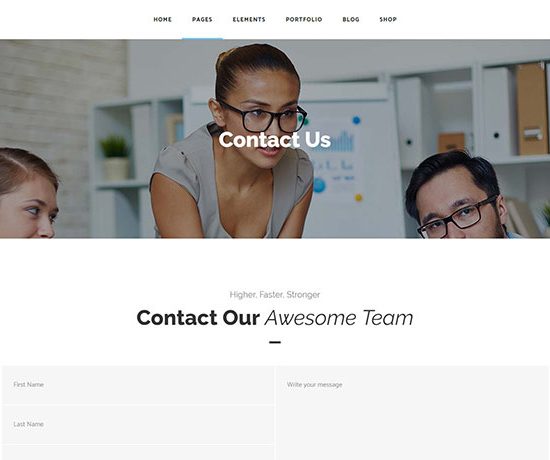 HOME PAGES ELEMENTS PORTFOLIO BLOG SHOP
Contact Us
Higher, Faster, Stronger
Contact Our Awesome Team
First Name
Write your message
Last Name